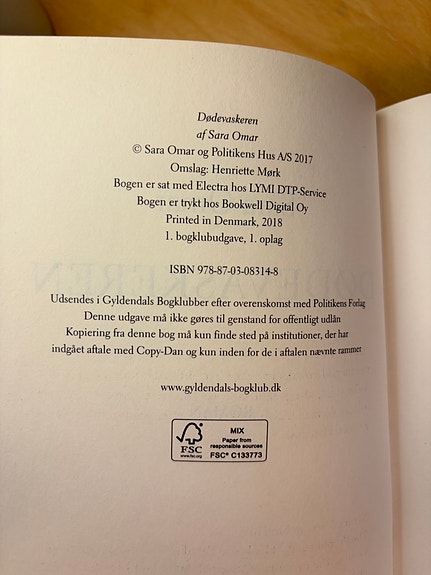 Dødevaskeren
af Sara Omar
© Sara Omar og Politikens Hus A/S 2017
Omslag: Henriette Mørk
Bogen er sat med Electra hos LYMI DTP-Service
Bogen er trykt hos Bookwell Digital Oy
Printed in Denmark, 2018
1. bogklubudgave, 1. oplag
ISBN 978-87-03-08314-8
Udsendes i Gyldendals Bogklubber efter overenskomst med Politikens Forlag
Denne udgave må ikke gøres til genstand for offentligt udlån
Kopiering fra denne bog må kun finde sted på institutioner, der har
indgået aftale med Copy-Dan og kun inden for de i aftalen nævnte rammer
www.gyldendals-bogklub.dk
FSC
www.fsc.org
MIX
Paper from
responsible sources
FSC® C133773